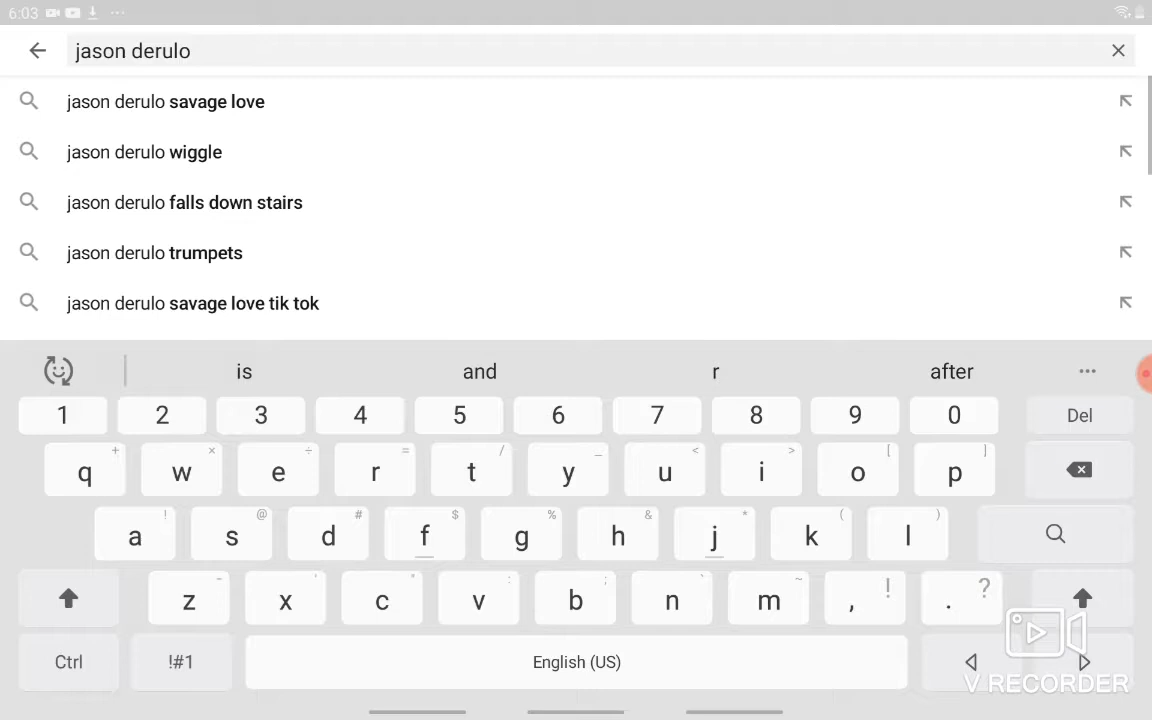 6:03
jason derulo
jason derulo savage love
jason derulo wiggle
jason derulo falls down stairs
jason derulo trumpets
jason derulo savage love tik tok
is and r after
1 2 3 4 5 6 7 8 9 0 Del
+ × ÷ = / _ < > [ ]
q w e r t y u i o p
! @ # $ % & * ( )
a s d f g h j k l
- ' " : ; ` ~ ! ?
z x c v b n m , .
Ctrl !#1 English (US)
V RECORDER